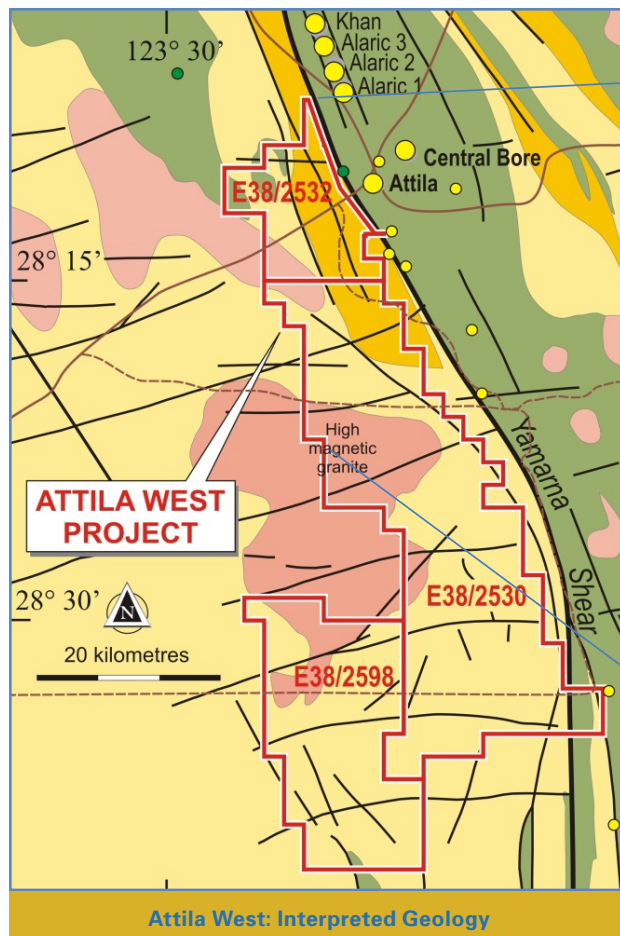 Khan
123° 30'
Alaric 3
Alaric 2
Alaric 1
Central Bore
Attila
E38/2532
28° 15'
High
magnetic
granite
Yamarna
Shear
ATTILA WEST
PROJECT
N
28° 30'
E38/2530
20 kilometres
E38/2598
Attila West: Interpreted Geology